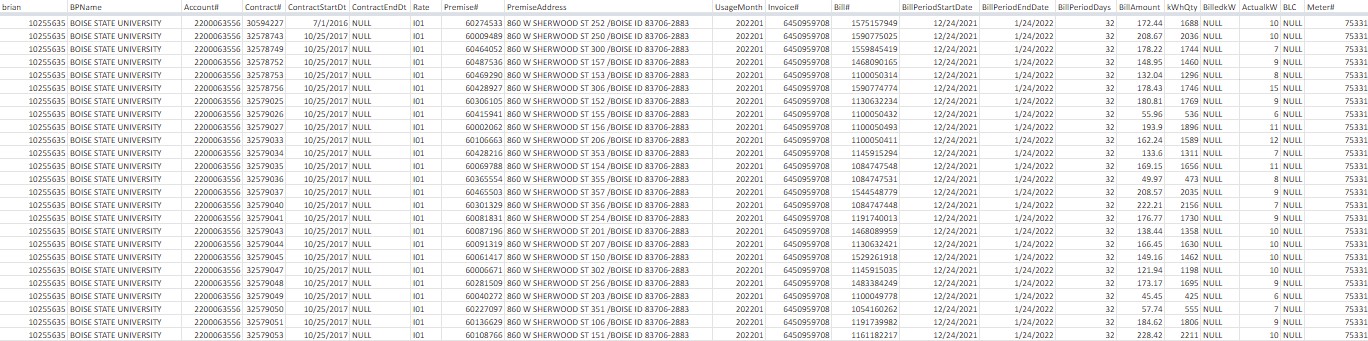 brian BPName Account# Contract# ContractStartDt ContractEndDt Rate Premise# PremiseAddress UsageMonth Invoice# Bill# BillPeriodStartDate BillPeriodEndDate BillPeriodDays BillAmount kWhQty BilledkW ActualkW BLC Meter#
10255635 BOISE STATE UNIVERSITY 2200063556 30594227 7/1/2016 NULL I01 60274533 860 W SHERWOOD ST 252 /BOISE ID 83706-2883 202201 6450959708 1575157949 12/24/2021 1/24/2022 32 172.44 1688 NULL 10 NULL 75331
10255635 BOISE STATE UNIVERSITY 2200063556 32578743 10/25/2017 NULL I01 60009489 860 W SHERWOOD ST 250 /BOISE ID 83706-2883 202201 6450959708 1590775025 12/24/2021 1/24/2022 32 208.67 2036 NULL 10 NULL 75331
10255635 BOISE STATE UNIVERSITY 2200063556 32578749 10/25/2017 NULL I01 60464052 860 W SHERWOOD ST 300 /BOISE ID 83706-2883 202201 6450959708 1559845419 12/24/2021 1/24/2022 32 178.22 1744 NULL 7 NULL 75331
10255635 BOISE STATE UNIVERSITY 2200063556 32578752 10/25/2017 NULL I01 60487536 860 W SHERWOOD ST 157 /BOISE ID 83706-2883 202201 6450959708 1468090165 12/24/2021 1/24/2022 32 148.95 1460 NULL 7 NULL 75331
10255635 BOISE STATE UNIVERSITY 2200063556 32578753 10/25/2017 NULL I01 60469290 860 W SHERWOOD ST 153 /BOISE ID 83706-2883 202201 6450959708 1100050314 12/24/2021 1/24/2022 32 132.04 1296 NULL 8 NULL 75331
10255635 BOISE STATE UNIVERSITY 2200063556 32578756 10/25/2017 NULL I01 60428927 860 W SHERWOOD ST 306 /BOISE ID 83706-2883 202201 6450959708 1590774774 12/24/2021 1/24/2022 32 178.43 1746 NULL 15 NULL 75331
10255635 BOISE STATE UNIVERSITY 2200063556 32579025 10/25/2017 NULL I01 60306105 860 W SHERWOOD ST 152 /BOISE ID 83706-2883 202201 6450959708 1130632234 12/24/2021 1/24/2022 32 180.81 1769 NULL 9 NULL 75331
10255635 BOISE STATE UNIVERSITY 2200063556 32579026 10/25/2017 NULL I01 60415941 860 W SHERWOOD ST 155 /BOISE ID 83706-2883 202201 6450959708 1100050432 12/24/2021 1/24/2022 32 55.96 536 NULL 6 NULL 75331
10255635 BOISE STATE UNIVERSITY 2200063556 32579027 10/25/2017 NULL I01 60002062 860 W SHERWOOD ST 156 /BOISE ID 83706-2883 202201 6450959708 1100050493 12/24/2021 1/24/2022 32 193.9 1896 NULL 11 NULL 75331
10255635 BOISE STATE UNIVERSITY 2200063556 32579033 10/25/2017 NULL I01 60106663 860 W SHERWOOD ST 206 /BOISE ID 83706-2883 202201 6450959708 1100050411 12/24/2021 1/24/2022 32 162.24 1589 NULL 12 NULL 75331
10255635 BOISE STATE UNIVERSITY 2200063556 32579034 10/25/2017 NULL I01 60428216 860 W SHERWOOD ST 353 /BOISE ID 83706-2883 202201 6450959708 1145915294 12/24/2021 1/24/2022 32 133.6 1311 NULL 7 NULL 75331
10255635 BOISE STATE UNIVERSITY 2200063556 32579035 10/25/2017 NULL I01 60069788 860 W SHERWOOD ST 154 /BOISE ID 83706-2883 202201 6450959708 1084747548 12/24/2021 1/24/2022 32 169.15 1656 NULL 11 NULL 75331
10255635 BOISE STATE UNIVERSITY 2200063556 32579036 10/25/2017 NULL I01 60365554 860 W SHERWOOD ST 355 /BOISE ID 83706-2883 202201 6450959708 1084747531 12/24/2021 1/24/2022 32 49.97 473 NULL 8 NULL 75331
10255635 BOISE STATE UNIVERSITY 2200063556 32579037 10/25/2017 NULL I01 60465503 860 W SHERWOOD ST 357 /BOISE ID 83706-2883 202201 6450959708 1544548779 12/24/2021 1/24/2022 32 208.57 2035 NULL 9 NULL 75331
10255635 BOISE STATE UNIVERSITY 2200063556 32579040 10/25/2017 NULL I01 60301329 860 W SHERWOOD ST 356 /BOISE ID 83706-2883 202201 6450959708 1084747448 12/24/2021 1/24/2022 32 222.21 2156 NULL 7 NULL 75331
10255635 BOISE STATE UNIVERSITY 2200063556 32579041 10/25/2017 NULL I01 60081831 860 W SHERWOOD ST 254 /BOISE ID 83706-2883 202201 6450959708 1191740013 12/24/2021 1/24/2022 32 176.77 1730 NULL 9 NULL 75331
10255635 BOISE STATE UNIVERSITY 2200063556 32579043 10/25/2017 NULL I01 60087196 860 W SHERWOOD ST 201 /BOISE ID 83706-2883 202201 6450959708 1468089959 12/24/2021 1/24/2022 32 138.44 1358 NULL 10 NULL 75331
10255635 BOISE STATE UNIVERSITY 2200063556 32579044 10/25/2017 NULL I01 60091319 860 W SHERWOOD ST 207 /BOISE ID 83706-2883 202201 6450959708 1130632421 12/24/2021 1/24/2022 32 166.45 1630 NULL 10 NULL 75331
10255635 BOISE STATE UNIVERSITY 2200063556 32579045 10/25/2017 NULL I01 60061417 860 W SHERWOOD ST 150 /BOISE ID 83706-2883 202201 6450959708 1529261918 12/24/2021 1/24/2022 32 149.16 1462 NULL 10 NULL 75331
10255635 BOISE STATE UNIVERSITY 2200063556 32579047 10/25/2017 NULL I01 60006671 860 W SHERWOOD ST 302 /BOISE ID 83706-2883 202201 6450959708 1145915035 12/24/2021 1/24/2022 32 121.94 1198 NULL 10 NULL 75331
10255635 BOISE STATE UNIVERSITY 2200063556 32579048 10/25/2017 NULL I01 60281509 860 W SHERWOOD ST 256 /BOISE ID 83706-2883 202201 6450959708 1483384249 12/24/2021 1/24/2022 32 173.17 1695 NULL 9 NULL 75331
10255635 BOISE STATE UNIVERSITY 2200063556 32579049 10/25/2017 NULL I01 60040272 860 W SHERWOOD ST 203 /BOISE ID 83706-2883 202201 6450959708 1100049778 12/24/2021 1/24/2022 32 45.45 425 NULL 6 NULL 75331
10255635 BOISE STATE UNIVERSITY 2200063556 32579050 10/25/2017 NULL I01 60227097 860 W SHERWOOD ST 351 /BOISE ID 83706-2883 202201 6450959708 1054160262 12/24/2021 1/24/2022 32 57.74 555 NULL 7 NULL 75331
10255635 BOISE STATE UNIVERSITY 2200063556 32579051 10/25/2017 NULL I01 60136629 860 W SHERWOOD ST 106 /BOISE ID 83706-2883 202201 6450959708 1191739982 12/24/2021 1/24/2022 32 184.62 1806 NULL 9 NULL 75331
10255635 BOISE STATE UNIVERSITY 2200063556 32579053 10/25/2017 NULL I01 60108766 860 W SHERWOOD ST 151 /BOISE ID 83706-2883 202201 6450959708 1161182217 12/24/2021 1/24/2022 32 228.42 2211 NULL 10 NULL 75331